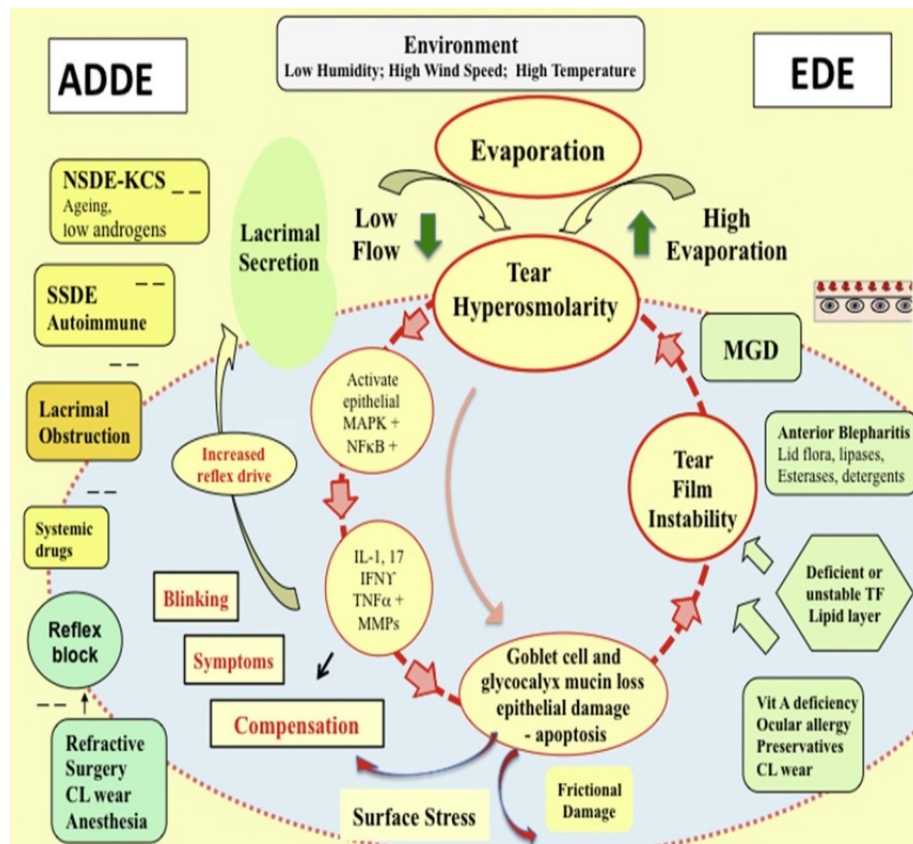 ADDE
Environment
Low Humidity; High Wind Speed; High Temperature
EDE
Evaporation
NSDE-KCS
Ageing,
low androgens
Lacrimal
Secretion
Low
Flow
High
Evaporation
Tear
Hyperosmolarity
SSDE
Autoimmune
MGD
Activate
epithelial
MAPK +
NFκB +
Lacrimal
Obstruction
Increased
reflex drive
Tear
Film
Instability
Anterior Blepharitis
Lid flora, lipases,
Esterases, detergents
Systemic
drugs
IL-1, 17
IFNϒ
TNFα +
MMPs
Blinking
Deficient or
unstable TF
Lipid layer
Reflex
block
Symptoms
Goblet cell and
glycocalyx mucin loss
epithelial damage
- apoptosis
Compensation
Vit A deficiency
Ocular allergy
Preservatives
CL wear
Refractive
Surgery
CL wear
Anesthesia
Surface Stress
Frictional
Damage